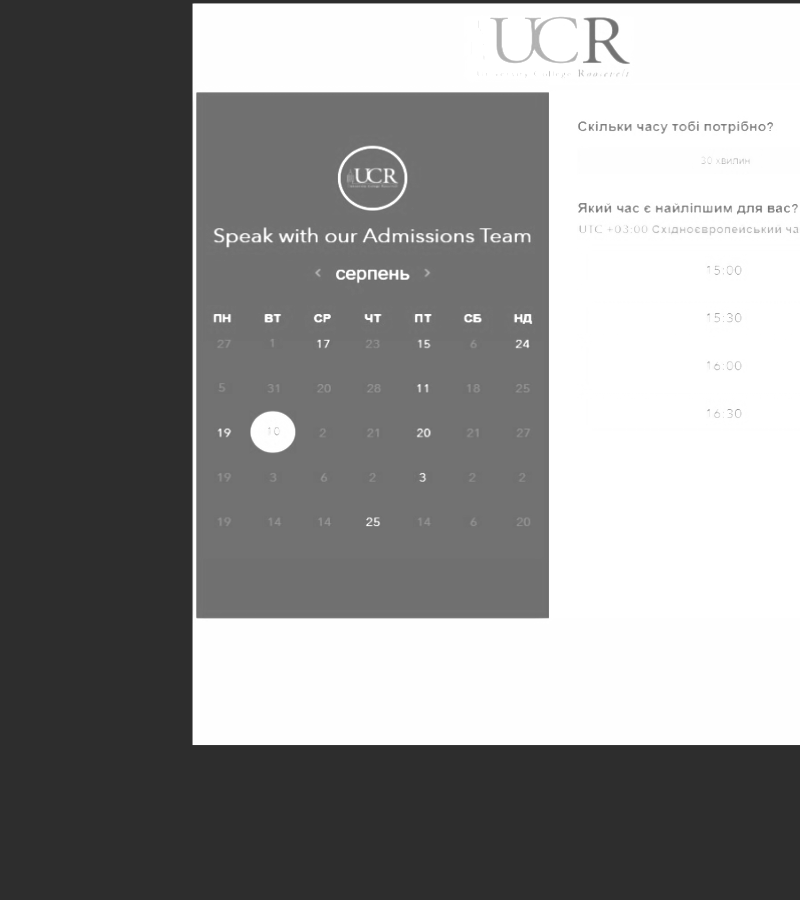 UCR
Roosevelt
UCR
Speak with our Admissions Team
‹ серпень ›
ПН ВТ СР ЧТ ПТ СБ НД
27 1 17 23 15 6 24
5 31 20 28 11 18 25
19 10 2 21 20 21 27
19 3 6 2 3 2 2
19 14 14 25 14 6 20
Скільки часу тобі потрібно?
30 хвилин
Який час є найліпшим для вас?
UTC +03:00 Східноєвропейський ча
15:00
15:30
16:00
16:30